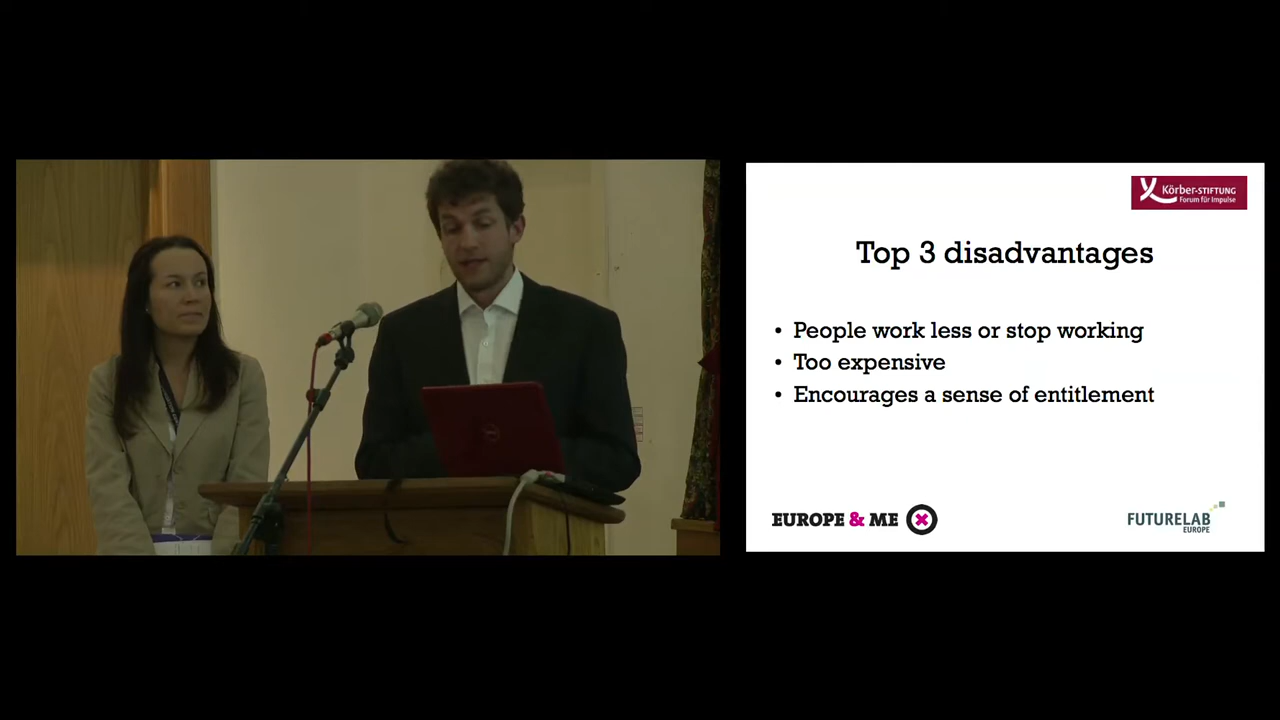 Körber-STIFTUNG
Forum für Impulse
Top 3 disadvantages
• People work less or stop working
• Too expensive
• Encourages a sense of entitlement
EUROPE & ME
FUTURELAB
EUROPE